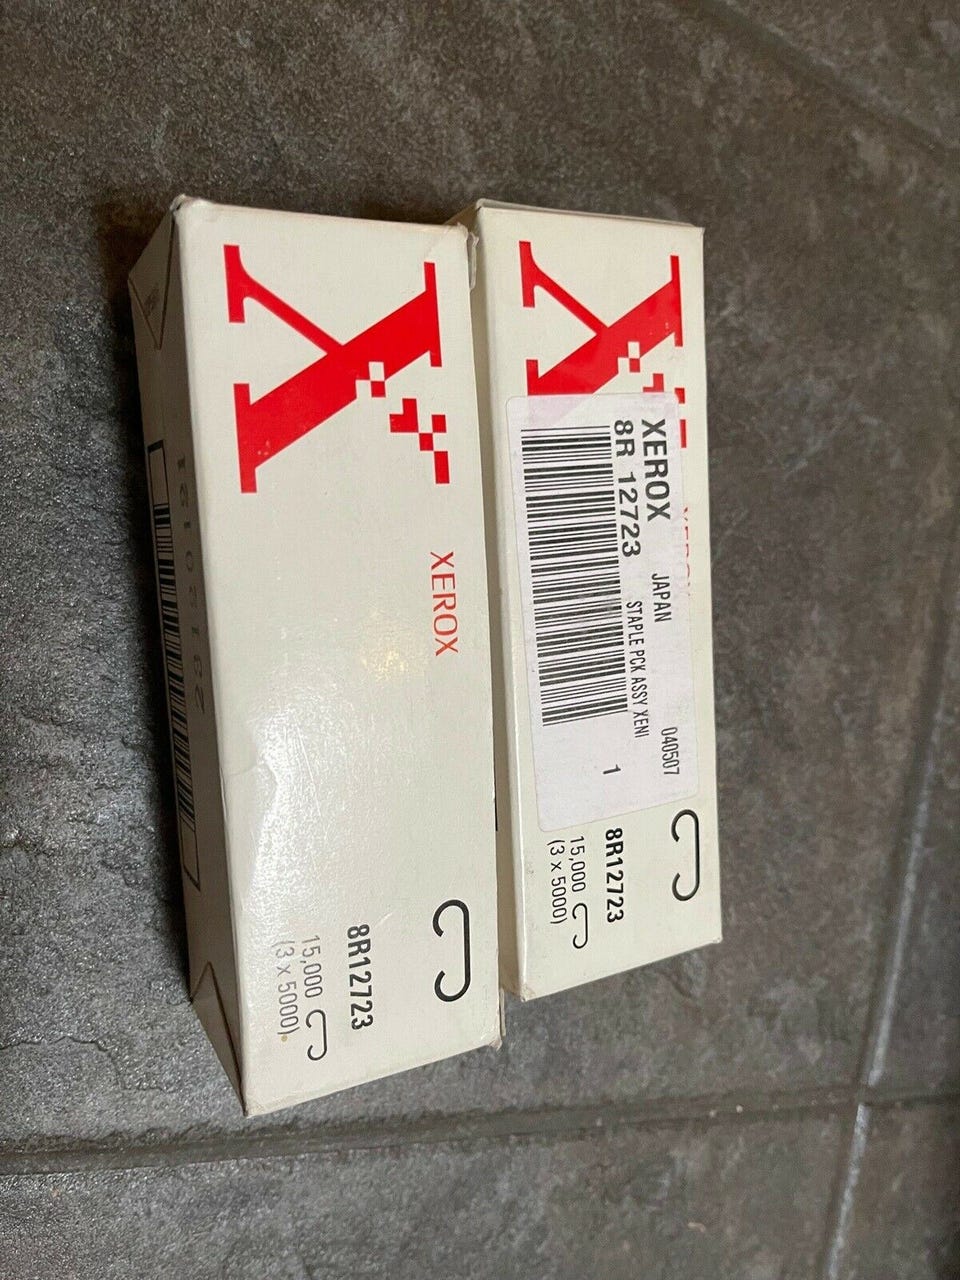 X
XEROX
8R12723
15,000
(3 x 5000)
X
XEROX
XEROX JAPAN 040507
8R 12723 STAPLE PCK ASSY XENI
1
8R12723
15,000
(3 x 5000)